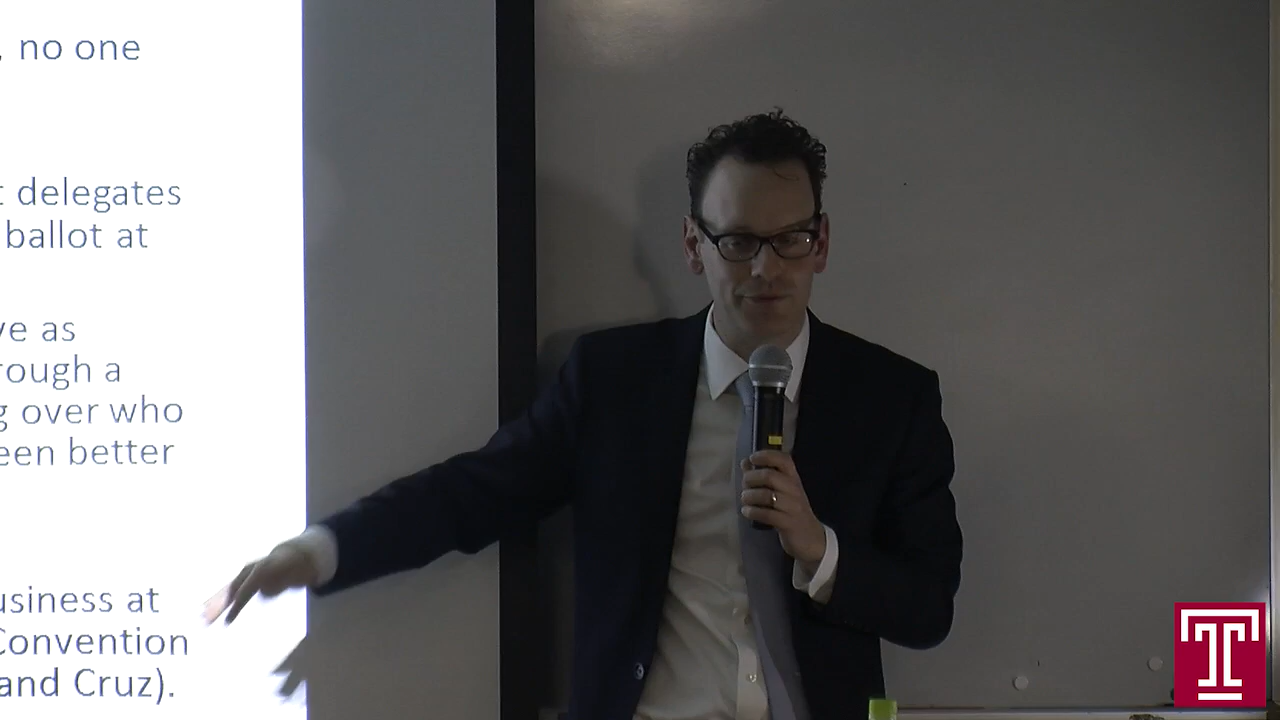 , no one
t delegates
ballot at
ve as
rough a
g over who
een better
usiness at
Convention
and Cruz).
T